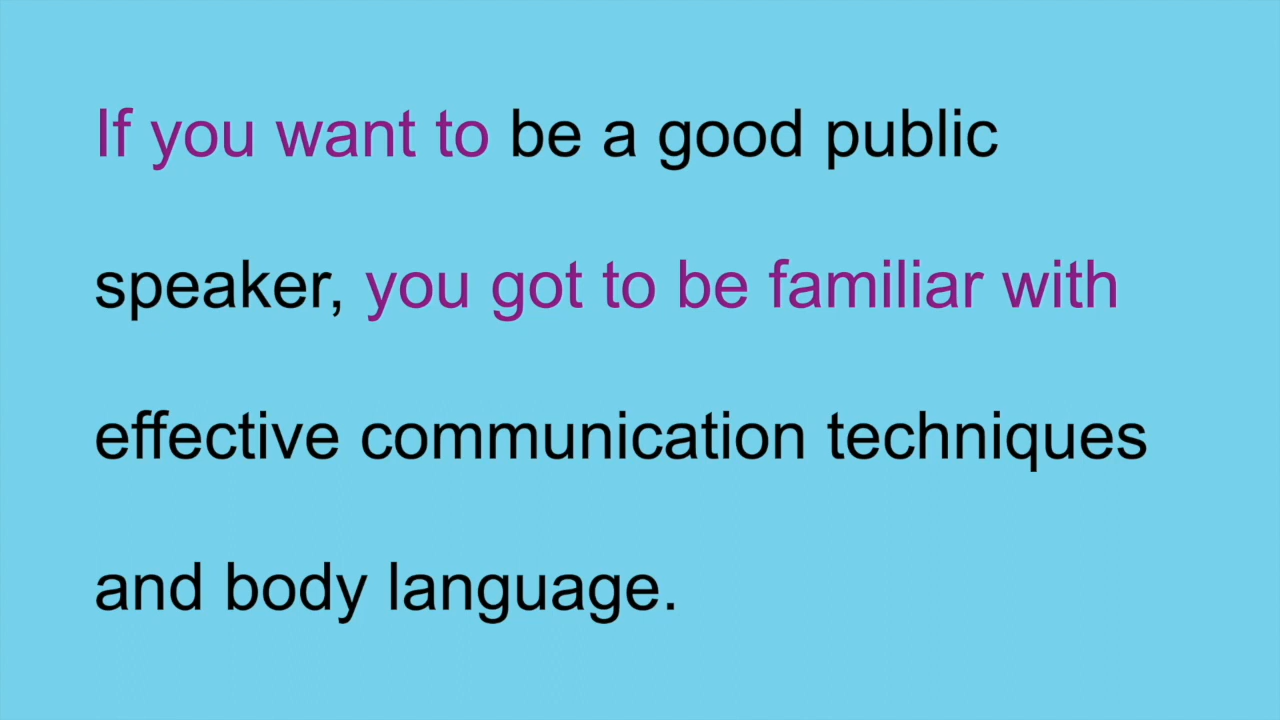 If you want to be a good public
speaker, you got to be familiar with
effective communication techniques
and body language.